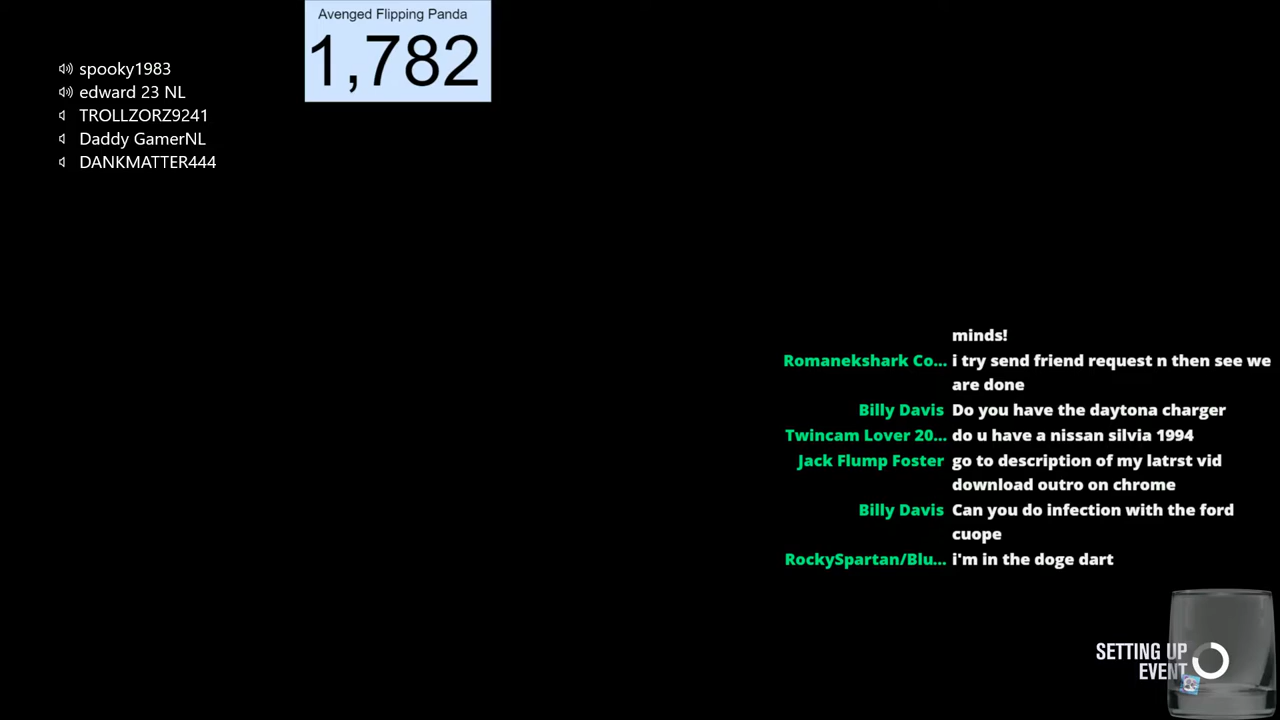 Avenged Flipping Panda
1,782
spooky1983
edward 23 NL
TROLLZORZ9241
Daddy GamerNL
DANKMATTER444
minds!
Romanekshark Co... i try send friend request n then see we
are done
Billy Davis Do you have the daytona charger
Twincam Lover 20... do u have a nissan silvia 1994
Jack Flump Foster go to description of my latrst vid
download outro on chrome
Billy Davis Can you do infection with the ford
cuope
RockySpartan/Blu... i'm in the doge dart
SETTING UP
EVENT